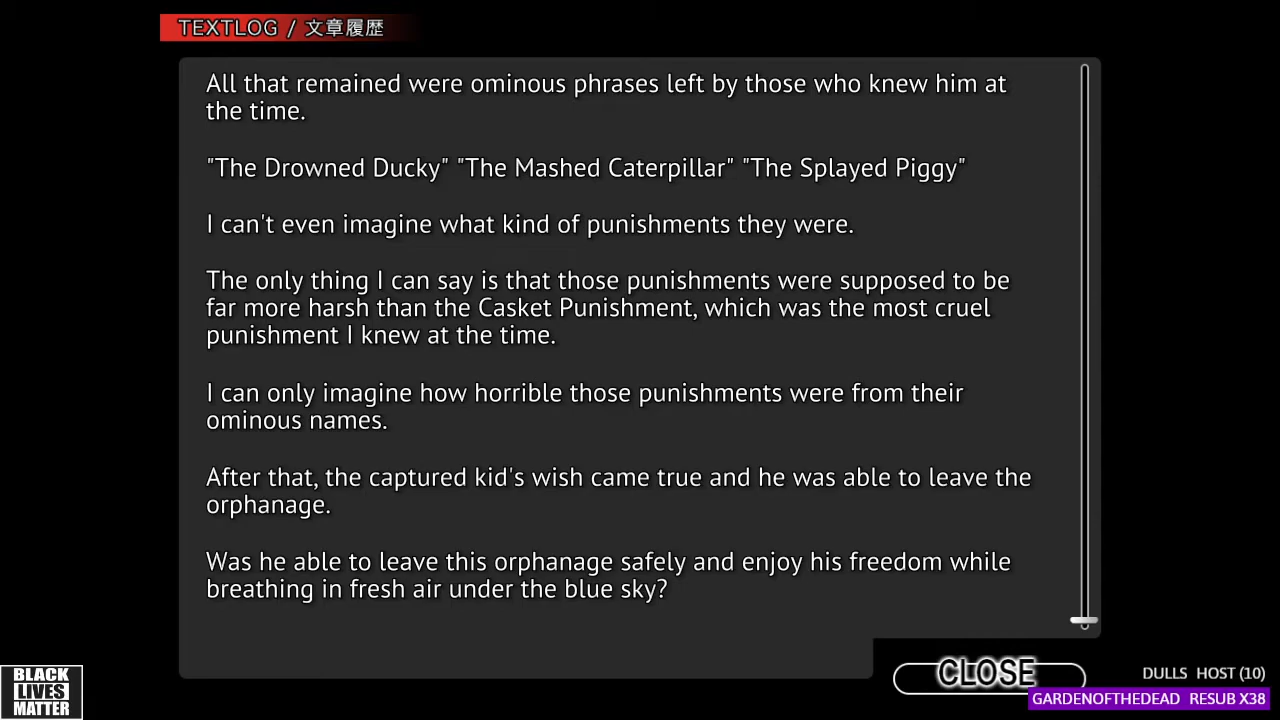 TEXTLOG / 文章履歴
All that remained were ominous phrases left by those who knew him at
the time.
"The Drowned Ducky" "The Mashed Caterpillar" "The Splayed Piggy"
I can't even imagine what kind of punishments they were.
The only thing I can say is that those punishments were supposed to be
far more harsh than the Casket Punishment, which was the most cruel
punishment I knew at the time.
I can only imagine how horrible those punishments were from their
ominous names.
After that, the captured kid's wish came true and he was able to leave the
orphanage.
Was he able to leave this orphanage safely and enjoy his freedom while
breathing in fresh air under the blue sky?
CLOSE
BLACK
LIVES
MATTER
DULLS HOST (10)
GARDENOFTHEDEAD RESUB X38